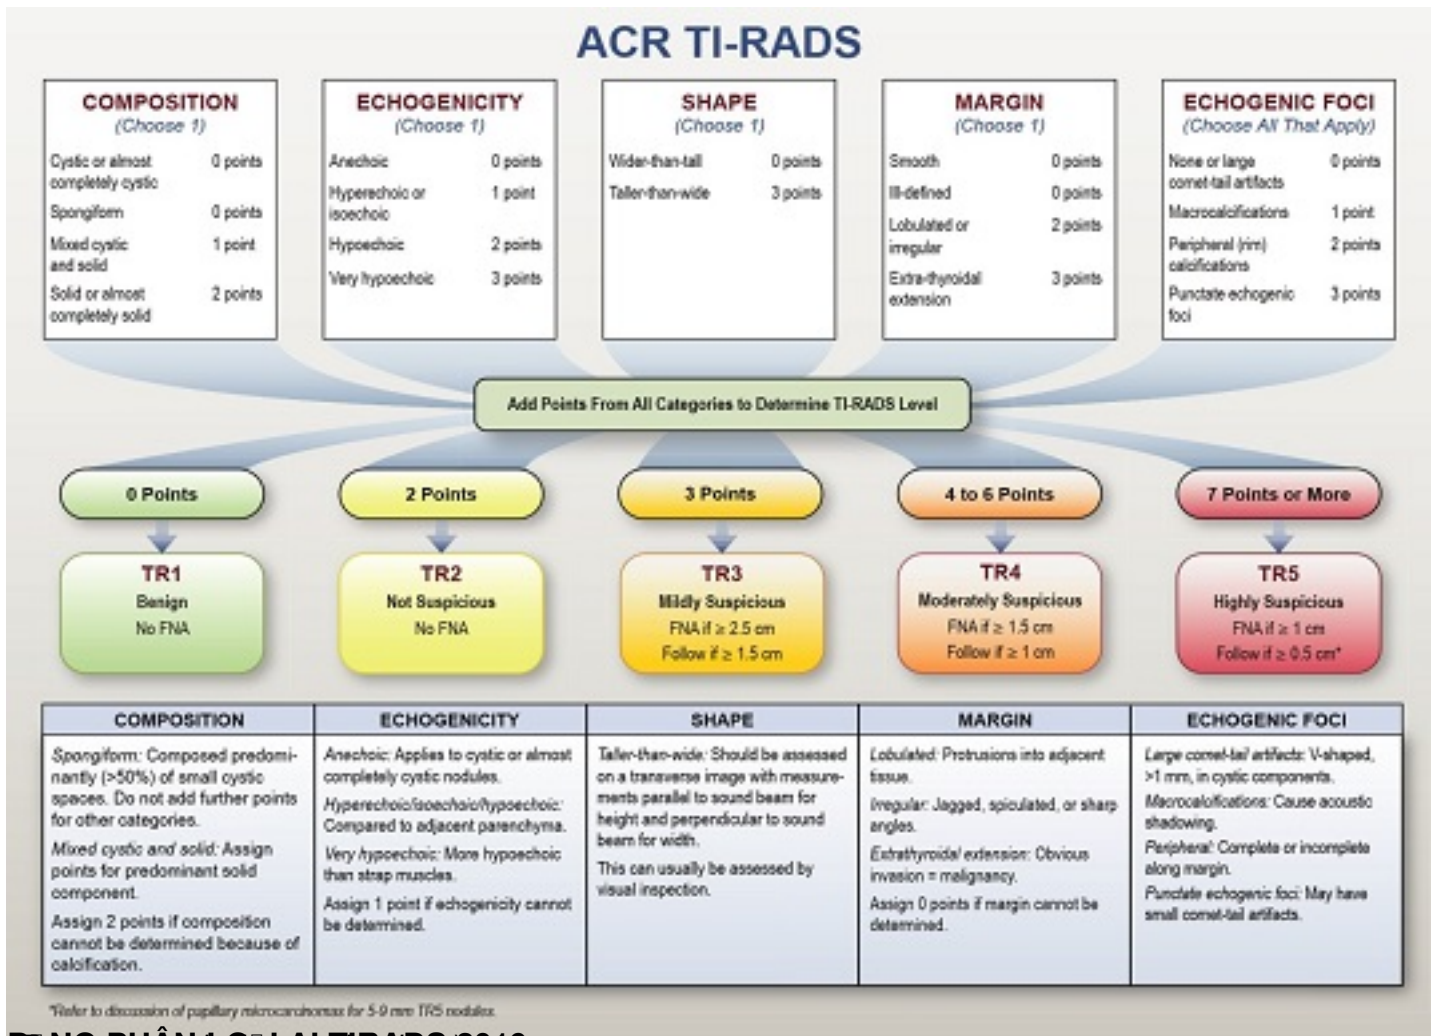 ACR TI-RADS
COMPOSITION
(Choose 1)
Cystic or almost 0 points
completely cystic
Spongiform 0 points
Mixed cystic 1 point
and solid
Solid or almost 2 points
completely solid
ECHOGENICITY
(Choose 1)
Anechoic 0 points
Hyperechoic or 1 point
isoechoic
Hypoechoic 2 points
Very hypoechoic 3 points
SHAPE
(Choose 1)
Wider-than-tall 0 points
Taller-than-wide 3 points
MARGIN
(Choose 1)
Smooth 0 points
Ill-defined 0 points
Lobulated or 2 points
irregular
Extra-thyroidal 3 points
extension
ECHOGENIC FOCI
(Choose All That Apply)
None or large 0 points
comet-tail artifacts
Macrocalcifications 1 point
Peripheral (rim) 2 points
calcifications
Punctate echogenic 3 points
foci
Add Points From All Categories to Determine TI-RADS Level
0 Points
2 Points
3 Points
4 to 6 Points
7 Points or More
TR1
Benign
No FNA
TR2
Not Suspicious
No FNA
TR3
Mildly Suspicious
FNA if ≥ 2.5 cm
Follow if ≥ 1.5 cm
TR4
Moderately Suspicious
FNA if ≥ 1.5 cm
Follow if ≥ 1 cm
TR5
Highly Suspicious
FNA if ≥ 1 cm
Follow if ≥ 0.5 cm*
COMPOSITION
Spongiform: Composed predomi-
nantly (>50%) of small cystic
spaces. Do not add further points
for other categories.
Mixed cystic and solid: Assign
points for predominant solid
component.
Assign 2 points if composition
cannot be determined because of
calcification.
ECHOGENICITY
Anechoic: Applies to cystic or almost
completely cystic nodules.
Hyperechoic/isoechoic/hypoechoic:
Compared to adjacent parenchyma.
Very hypoechoic: More hypoechoic
than strap muscles.
Assign 1 point if echogenicity cannot
be determined.
SHAPE
Taller-than-wide: Should be assessed
on a transverse image with measure-
ments parallel to sound beam for
height and perpendicular to sound
beam for width.
This can usually be assessed by
visual inspection.
MARGIN
Lobulated: Protrusions into adjacent
tissue.
Irregular: Jagged, spiculated, or sharp
angles.
Extrathyroidal extension: Obvious
invasion = malignancy.
Assign 0 points if margin cannot be
determined.
ECHOGENIC FOCI
Large comet-tail artifacts: V-shaped,
>1 mm, in cystic components.
Macrocalcifications: Cause acoustic
shadowing.
Peripheral: Complete or incomplete
along margin.
Punctate echogenic foci: May have
small comet-tail artifacts.
*Refer to discussion of papillary microcarcinomas for 5-9 mm TR5 nodules.